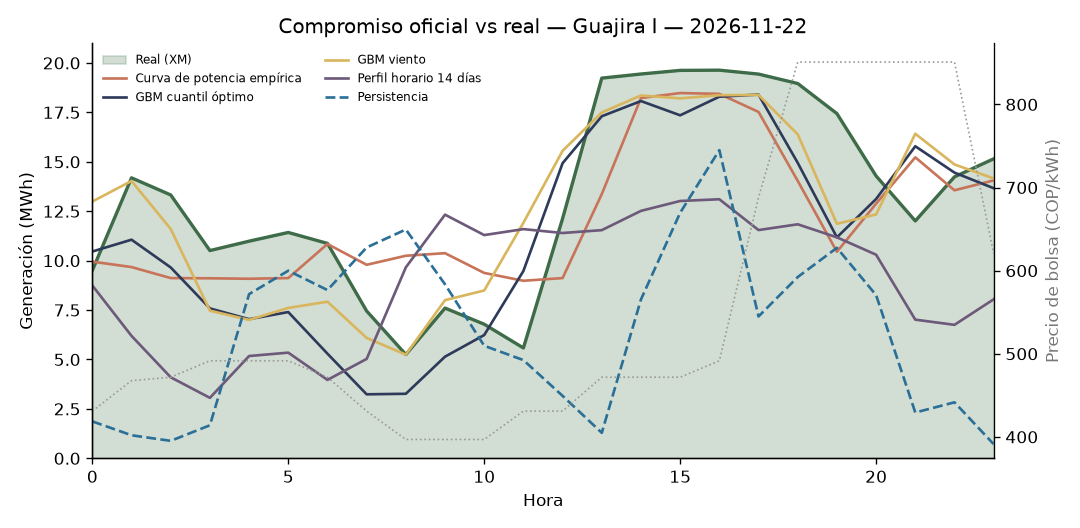 Compromiso oficial vs real — Guajira I — 2026-11-22
Real (XM)
Curva de potencia empírica
GBM cuantil óptimo
GBM viento
Perfil horario 14 días
Persistencia
Generación (MWh)
20.0
17.5
15.0
12.5
10.0
7.5
5.0
2.5
0.0
0
5
10
15
20
Hora
800
700
600
500
400
Precio de bolsa (COP/kWh)